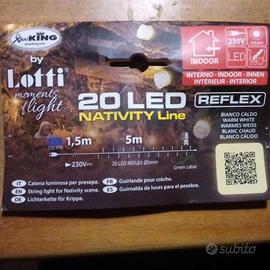 XmasKING
by
Lotti
moments
of light
INDOOR
230V
LED
INTERNO - INDOOR - INNEN
INTÉRIEUR - INTERIOR
20 LED
REFLEX
NATIVITY Line
BIANCO CALDO
WARM WHITE
WARMES WEISS
BLANC CHAUD
BLANCO CALIDO
1,5m
5m
230V
20 LED REFLEX Ø5mm
Green cable
IT Catena luminosa per presepe.
EN String light for Nativity scene.
DE Lichterkette für Krippe.
FR Guirlande pour crèche.
ES Guirnalda de luces para el pesebre.
subito